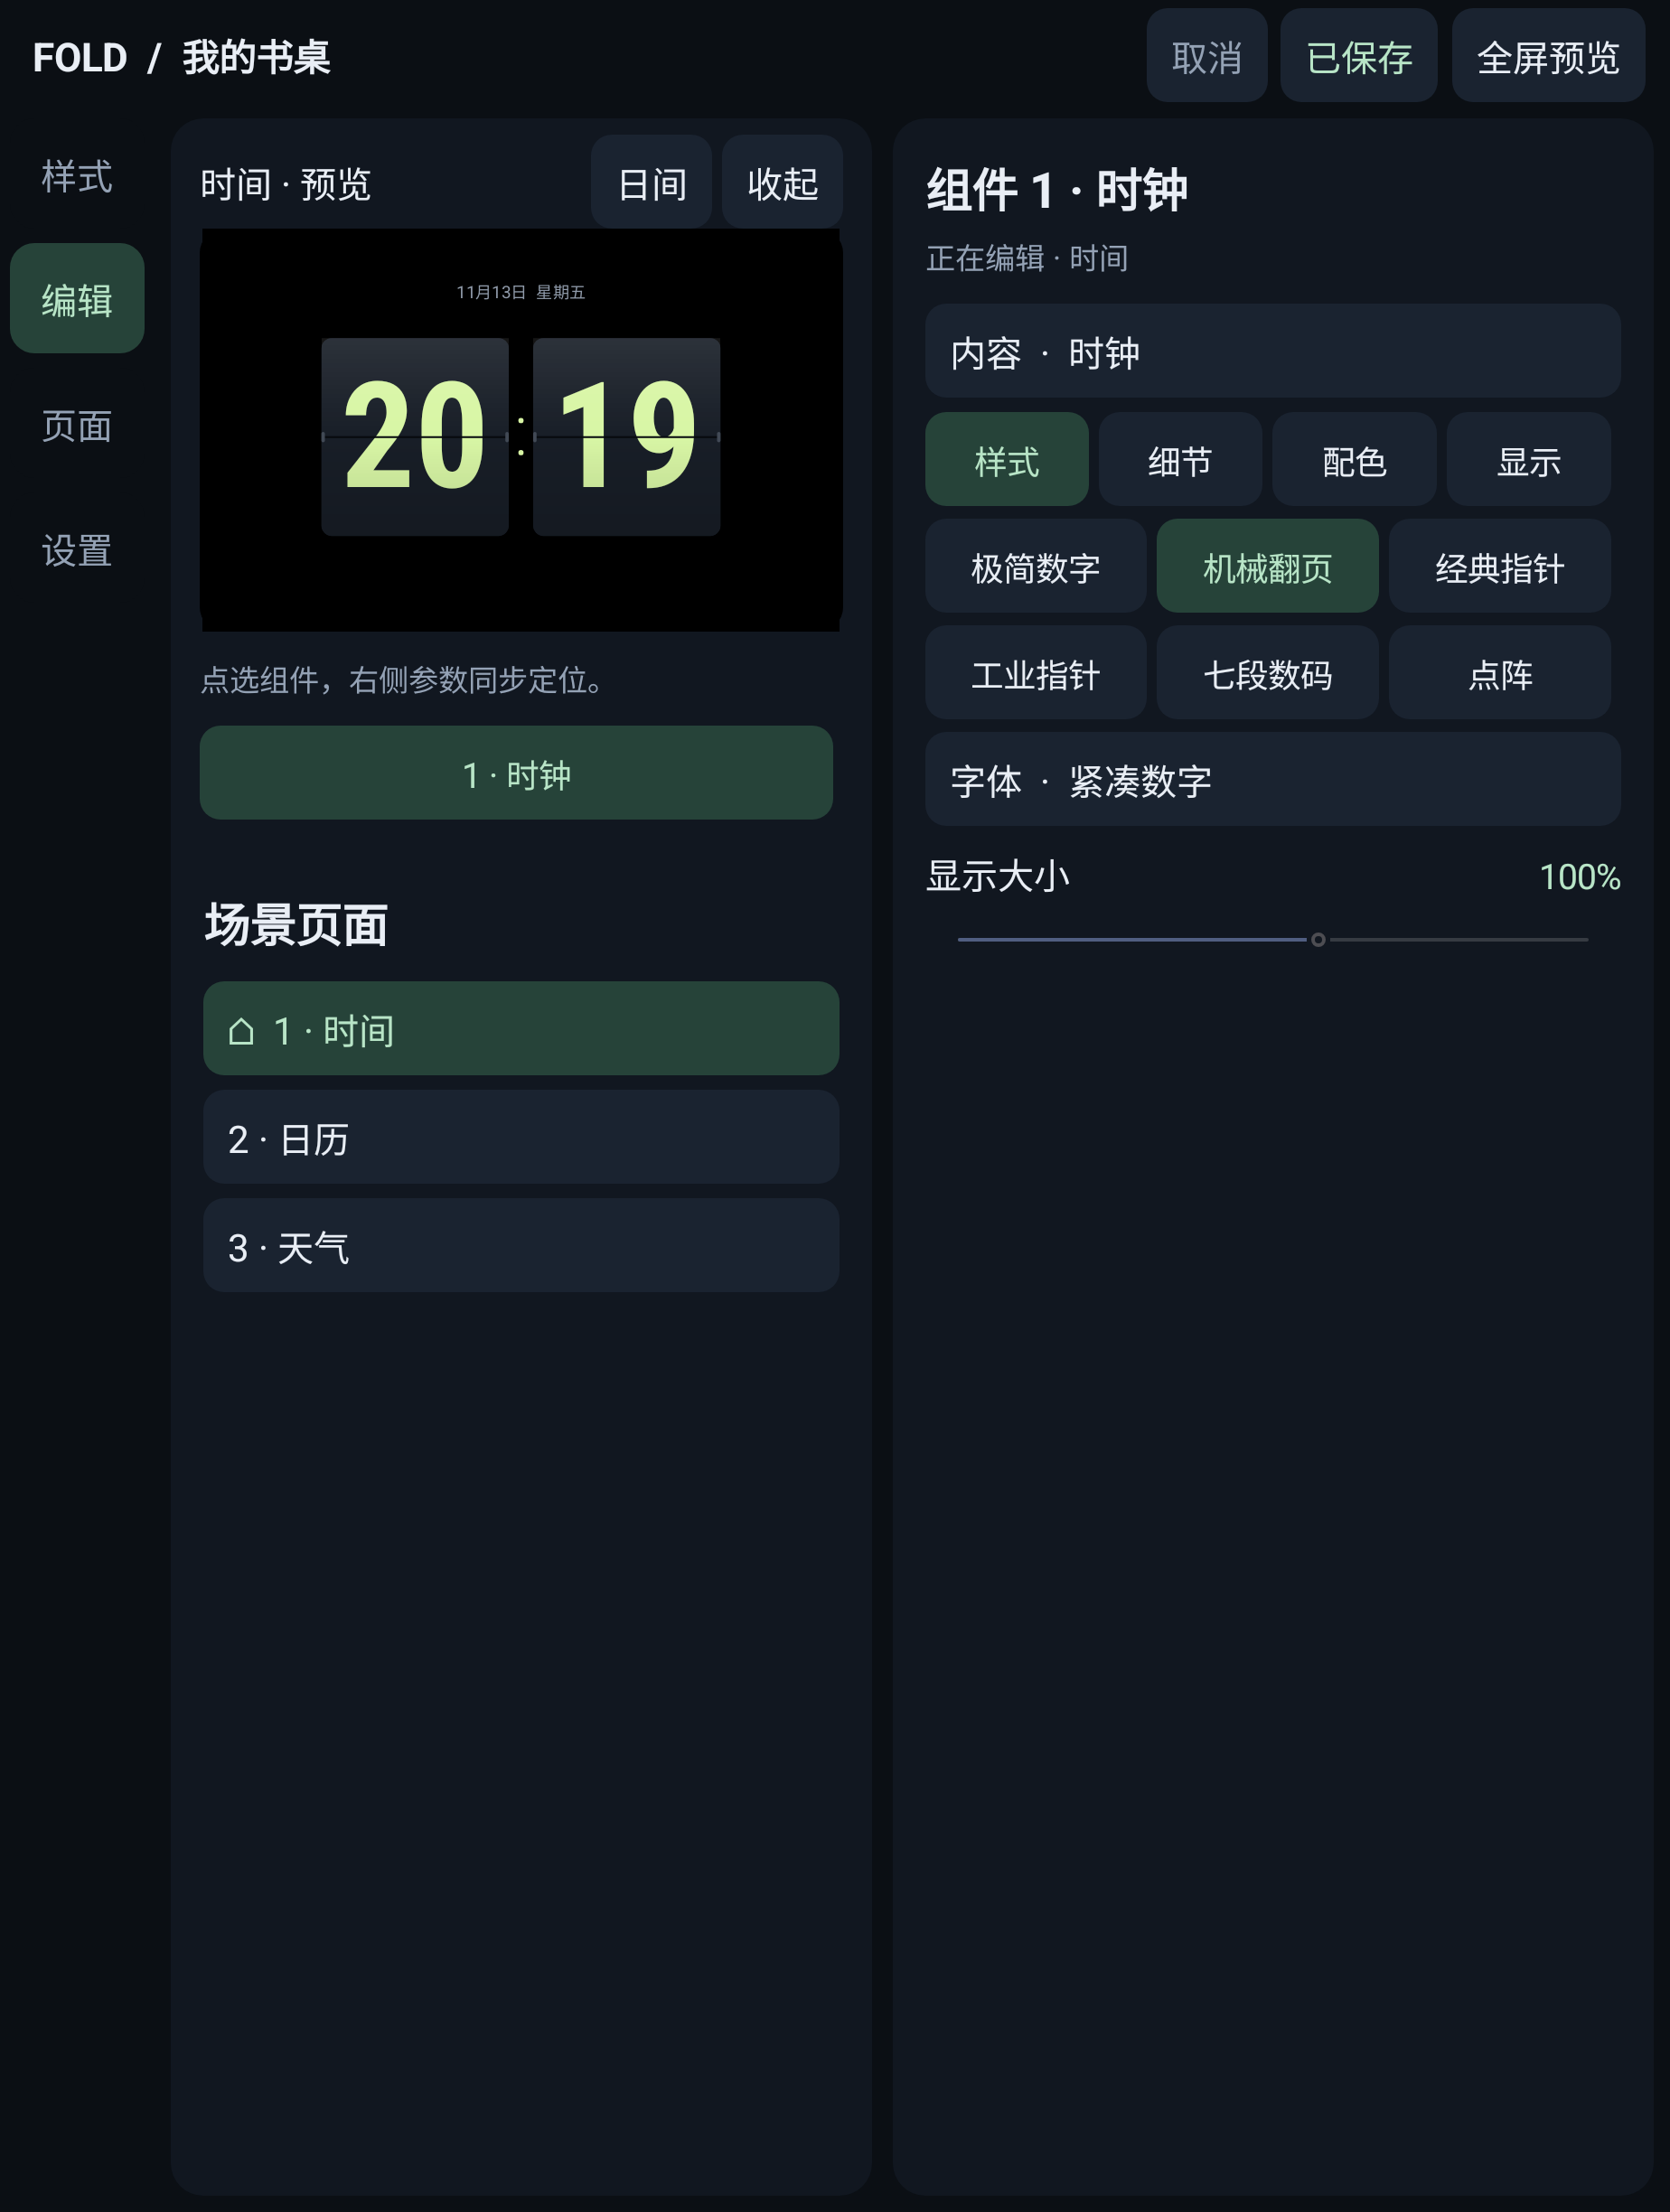 FOLD / 我的书桌
取消
已保存
全屏预览
样式
编辑
页面
设置
时间 · 预览
日间
收起
11月13日 星期五
20:19
点选组件，右侧参数同步定位。
1 · 时钟
场景页面
1 · 时间
2 · 日历
3 · 天气
组件 1 · 时钟
正在编辑 · 时间
内容 · 时钟
样式
细节
配色
显示
极简数字
机械翻页
经典指针
工业指针
七段数码
点阵
字体 · 紧凑数字
显示大小
100%